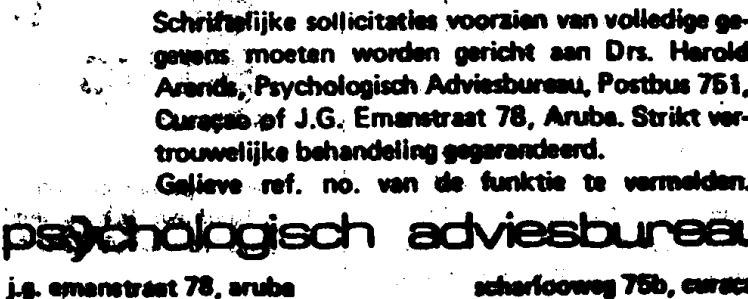 Schriftelijke sollicitaties voorzien van volledige ge-
gevens moeten worden gericht aan Drs. Harold
Arends, Psychologisch Adviesbureau, Postbus 751,
Curaçao of J.G. Emanstraat 78, Aruba. Strikt ver-
trouwelijke behandeling gegarandeerd.
Gelieve ref. no. van de funktie te vermelden.
psychologisch adviesbureau
j.g. emanstraat 78, aruba scharlooweg 75b, curaca